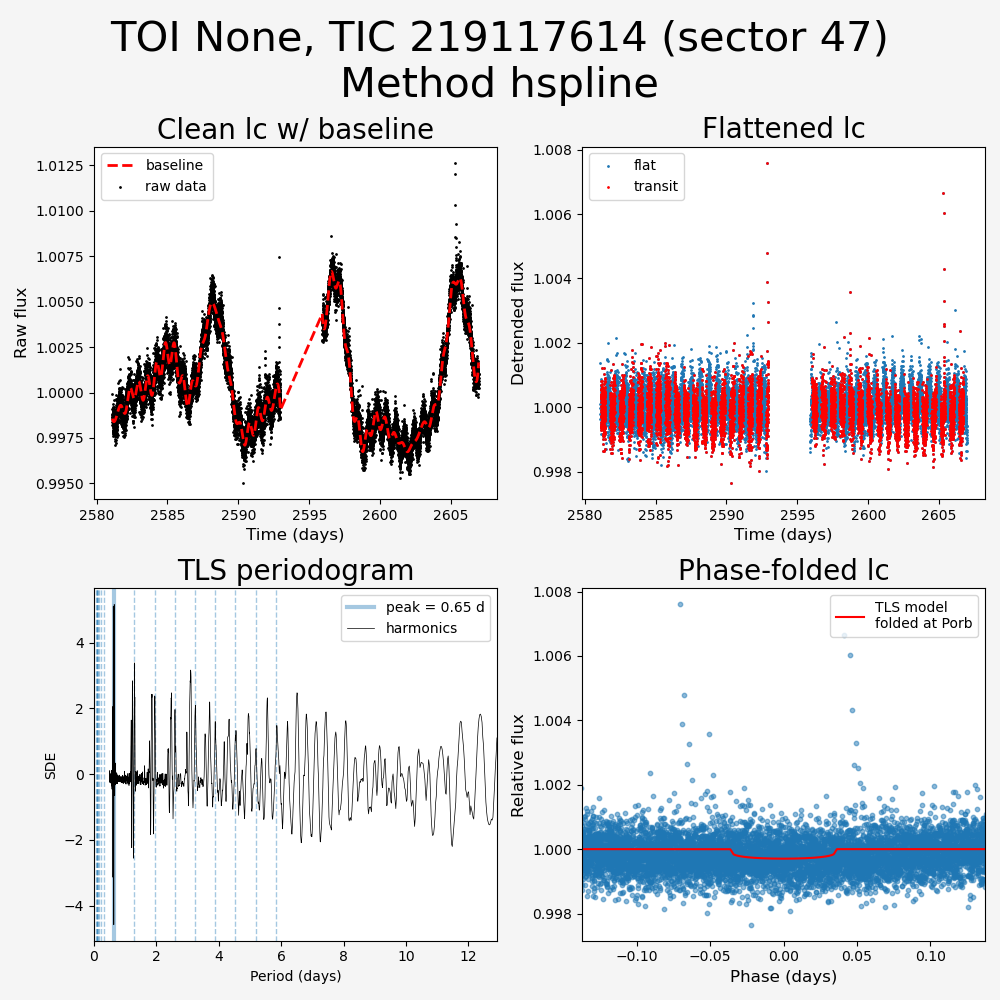 TOI None, TIC 219117614 (sector 47)
Method hspline
Clean lc w/ baseline
baseline
raw data
1.0125
1.0100
1.0075
1.0050
1.0025
1.0000
0.9975
0.9950
Raw flux
2580 2585 2590 2595 2600 2605
Time (days)
Flattened lc
flat
transit
1.008
1.006
1.004
1.002
1.000
0.998
Detrended flux
2580 2585 2590 2595 2600 2605
Time (days)
TLS periodogram
peak = 0.65 d
harmonics
4
2
0
−2
−4
SDE
0 2 4 6 8 10 12
Period (days)
Phase-folded lc
TLS model
folded at Porb
1.008
1.006
1.004
1.002
1.000
0.998
Relative flux
−0.10 −0.05 0.00 0.05 0.10
Phase (days)